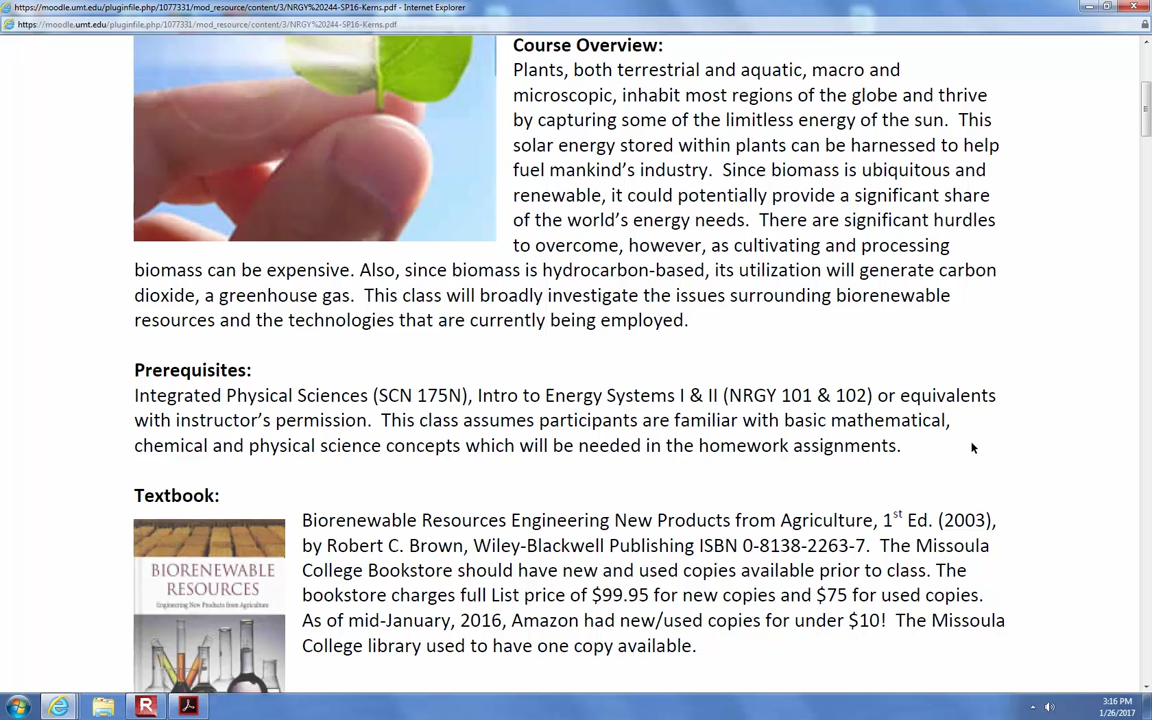 https://moodle.umt.edu/pluginfile.php/1077331/mod_resource/content/3/NRGY%20244-SP16-Kerns.pdf - Internet Explorer
https://moodle.umt.edu/pluginfile.php/1077331/mod_resource/content/3/NRGY%20244-SP16-Kerns.pdf
Course Overview:
Plants, both terrestrial and aquatic, macro and
microscopic, inhabit most regions of the globe and thrive
by capturing some of the limitless energy of the sun.  This
solar energy stored within plants can be harnessed to help
fuel mankind’s industry.  Since biomass is ubiquitous and
renewable, it could potentially provide a significant share
of the world’s energy needs.  There are significant hurdles
to overcome, however, as cultivating and processing
biomass can be expensive. Also, since biomass is hydrocarbon-based, its utilization will generate carbon
dioxide, a greenhouse gas.  This class will broadly investigate the issues surrounding biorenewable
resources and the technologies that are currently being employed.
Prerequisites:
Integrated Physical Sciences (SCN 175N), Intro to Energy Systems I & II (NRGY 101 & 102) or equivalents
with instructor’s permission.  This class assumes participants are familiar with basic mathematical,
chemical and physical science concepts which will be needed in the homework assignments.
Textbook:
Biorenewable Resources Engineering New Products from Agriculture, 1st Ed. (2003),
by Robert C. Brown, Wiley-Blackwell Publishing ISBN 0-8138-2263-7.  The Missoula
College Bookstore should have new and used copies available prior to class. The
bookstore charges full List price of $99.95 for new copies and $75 for used copies.
As of mid-January, 2016, Amazon had new/used copies for under $10!  The Missoula
College library used to have one copy available.
BIORENEWABLE
RESOURCES
Engineering New Products from Agriculture
3:16 PM
1/26/2017